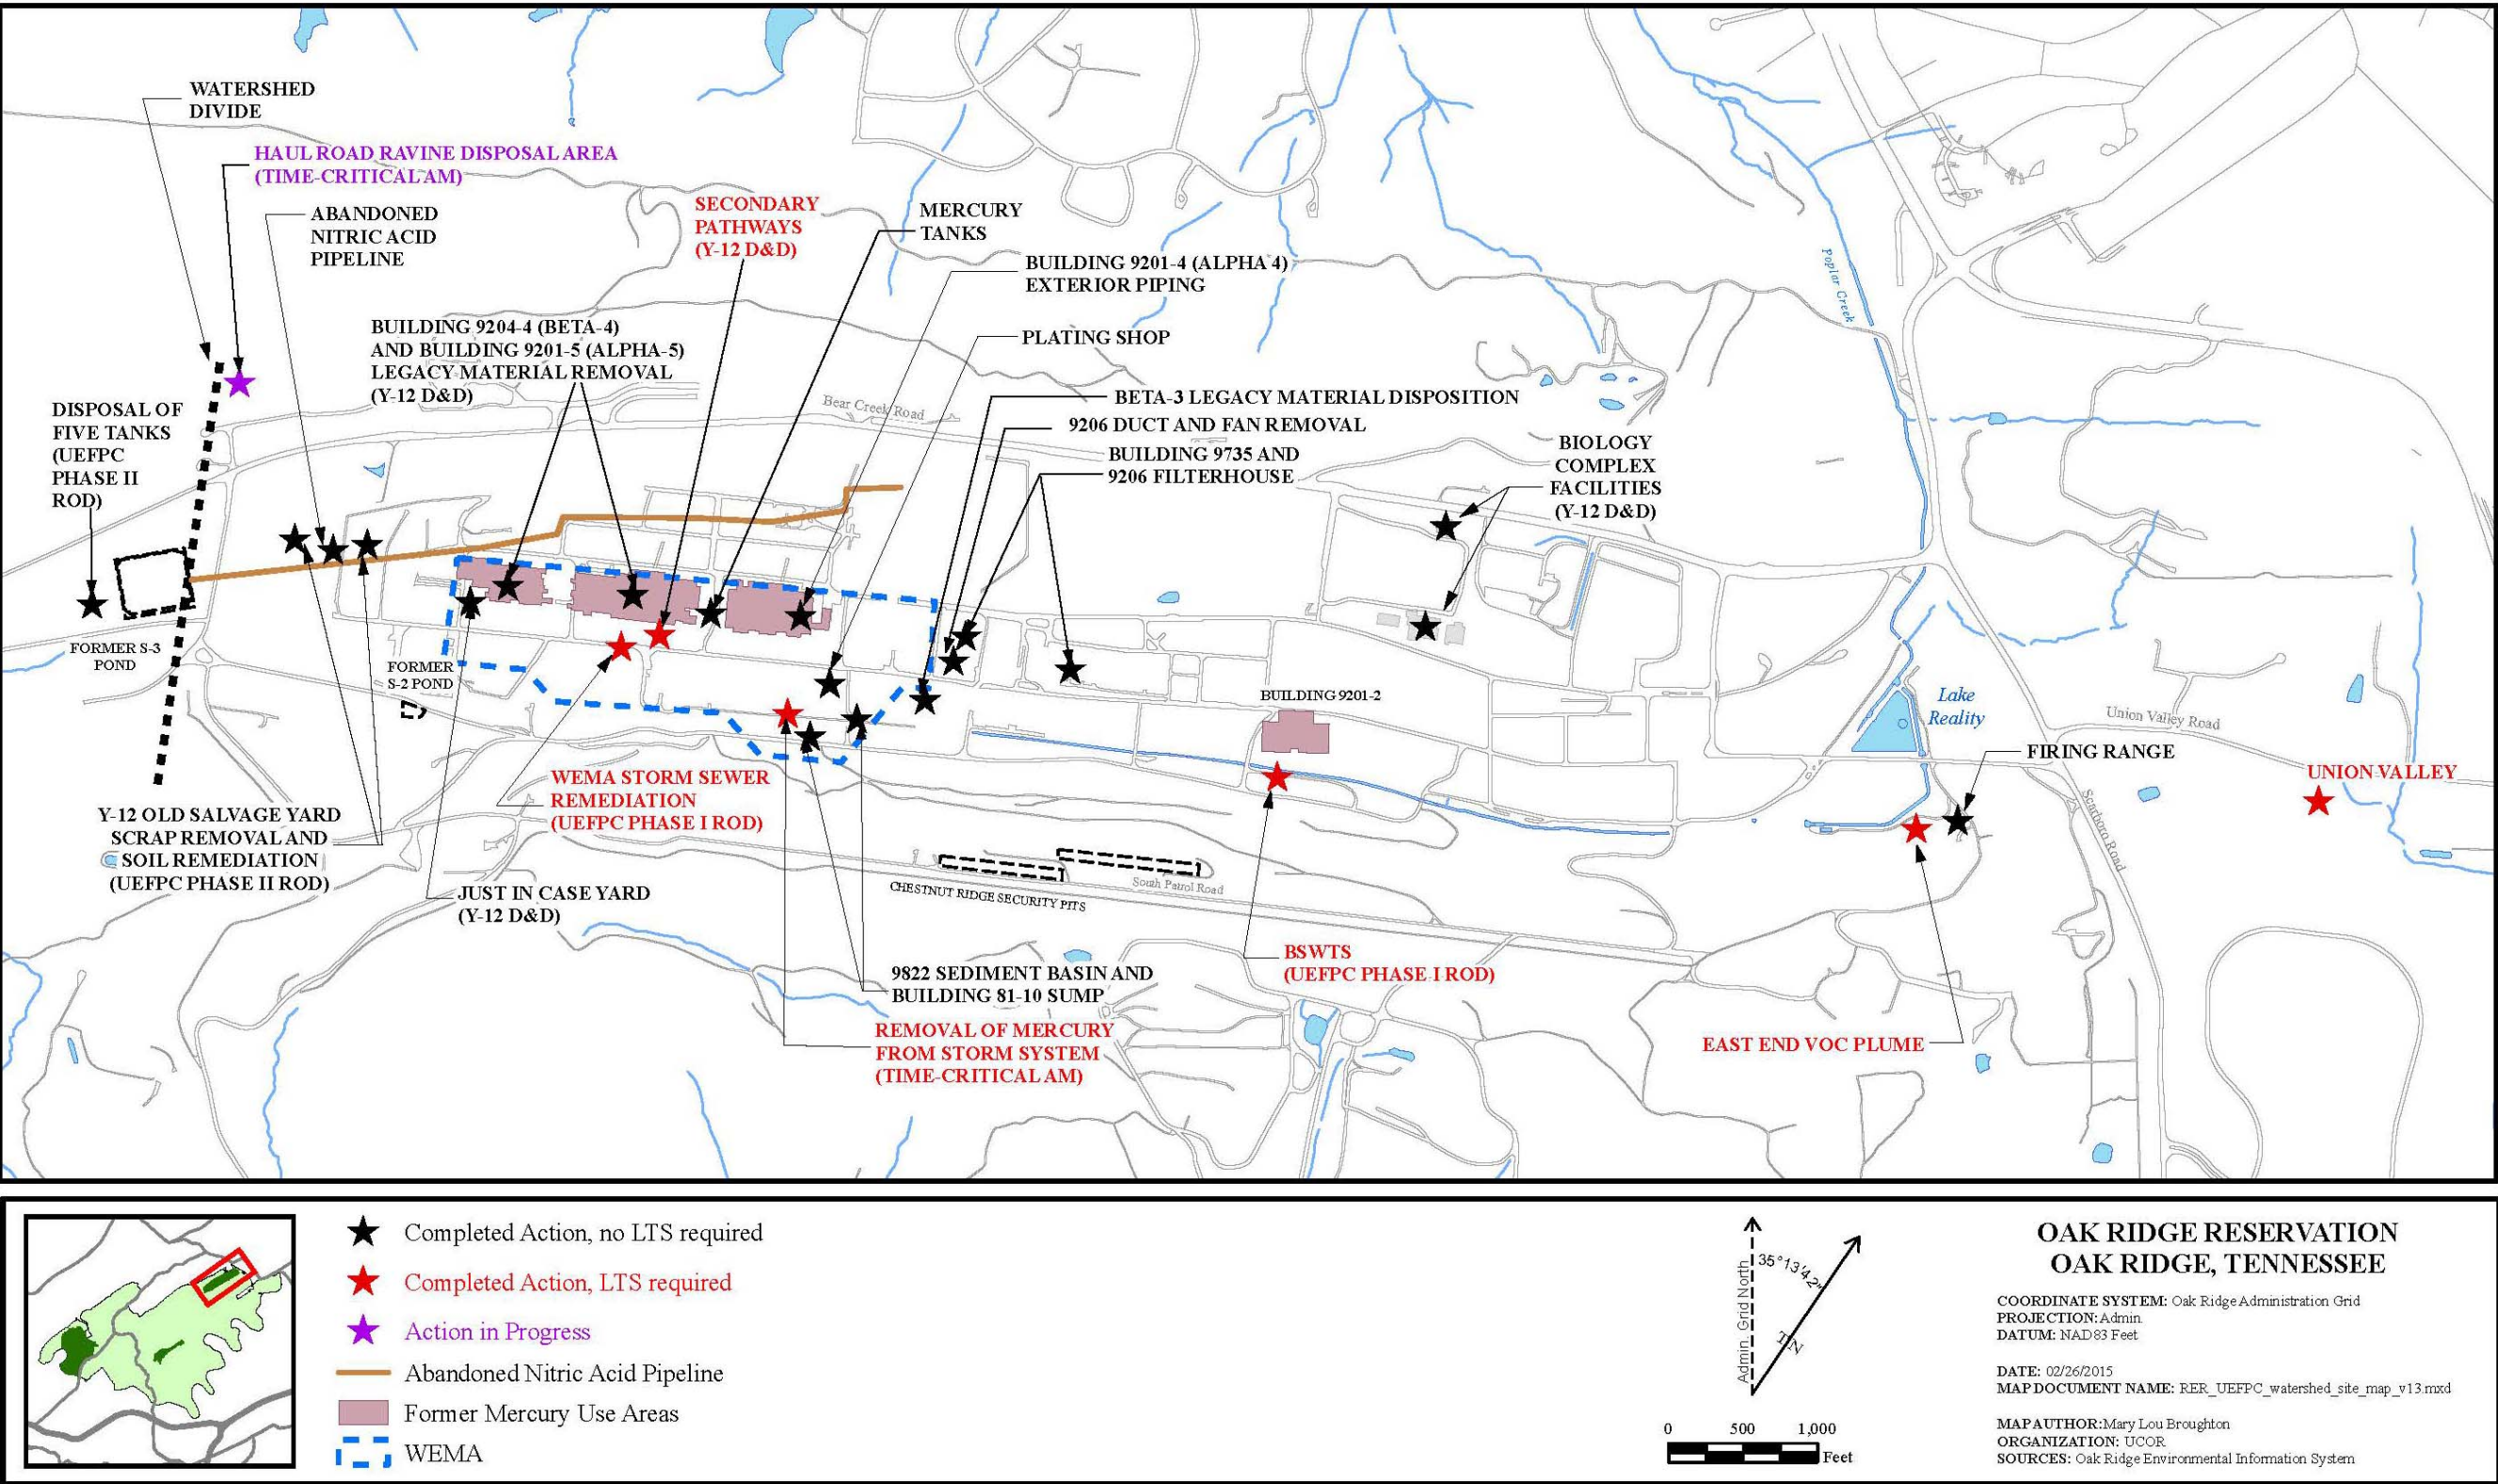 WATERSHED
DIVIDE
HAUL ROAD RAVINE DISPOSAL AREA
(TIME-CRITICAL AM)
ABANDONED
NITRIC ACID
PIPELINE
SECONDARY
PATHWAYS
(Y-12 D&D)
MERCURY
TANKS
BUILDING 9201-4 (ALPHA 4)
EXTERIOR PIPING
Poplar Creek
BUILDING 9204-4 (BETA-4)
AND BUILDING 9201-5 (ALPHA-5)
LEGACY MATERIAL REMOVAL
(Y-12 D&D)
PLATING SHOP
DISPOSAL OF
FIVE TANKS
(UEFPC
PHASE II
ROD)
Bear Creek Road
BETA-3 LEGACY MATERIAL DISPOSITION
9206 DUCT AND FAN REMOVAL
BUILDING 9735 AND
9206 FILTERHOUSE
BIOLOGY
COMPLEX
FACILITIES
(Y-12 D&D)
FORMER S-3
POND
FORMER
S-2 POND
BUILDING 9201-2
Lake
Reality
Union Valley Road
FIRING RANGE
UNION VALLEY
Scarboro Road
WEMA STORM SEWER
REMEDIATION
(UEFPC PHASE I ROD)
Y-12 OLD SALVAGE YARD
SCRAP REMOVAL AND
SOIL REMEDIATION
(UEFPC PHASE II ROD)
JUST IN CASE YARD
(Y-12 D&D)
CHESTNUT RIDGE SECURITY PITS
South Patrol Road
BSWTS
(UEFPC PHASE I ROD)
9822 SEDIMENT BASIN AND
BUILDING 81-10 SUMP
REMOVAL OF MERCURY
FROM STORM SYSTEM
(TIME-CRITICAL AM)
EAST END VOC PLUME
Completed Action, no LTS required
Completed Action, LTS required
Action in Progress
Abandoned Nitric Acid Pipeline
Former Mercury Use Areas
WEMA
Admin. Grid North
35°13'4.2"
TN
0 500 1,000
Feet
OAK RIDGE RESERVATION
OAK RIDGE, TENNESSEE
COORDINATE SYSTEM: Oak Ridge Administration Grid
PROJECTION: Admin
DATUM: NAD83 Feet
DATE: 02/26/2015
MAP DOCUMENT NAME: RER_UEFPC_watershed_site_map_v13.mxd
MAP AUTHOR: Mary Lou Broughton
ORGANIZATION: UCOR
SOURCES: Oak Ridge Environmental Information System